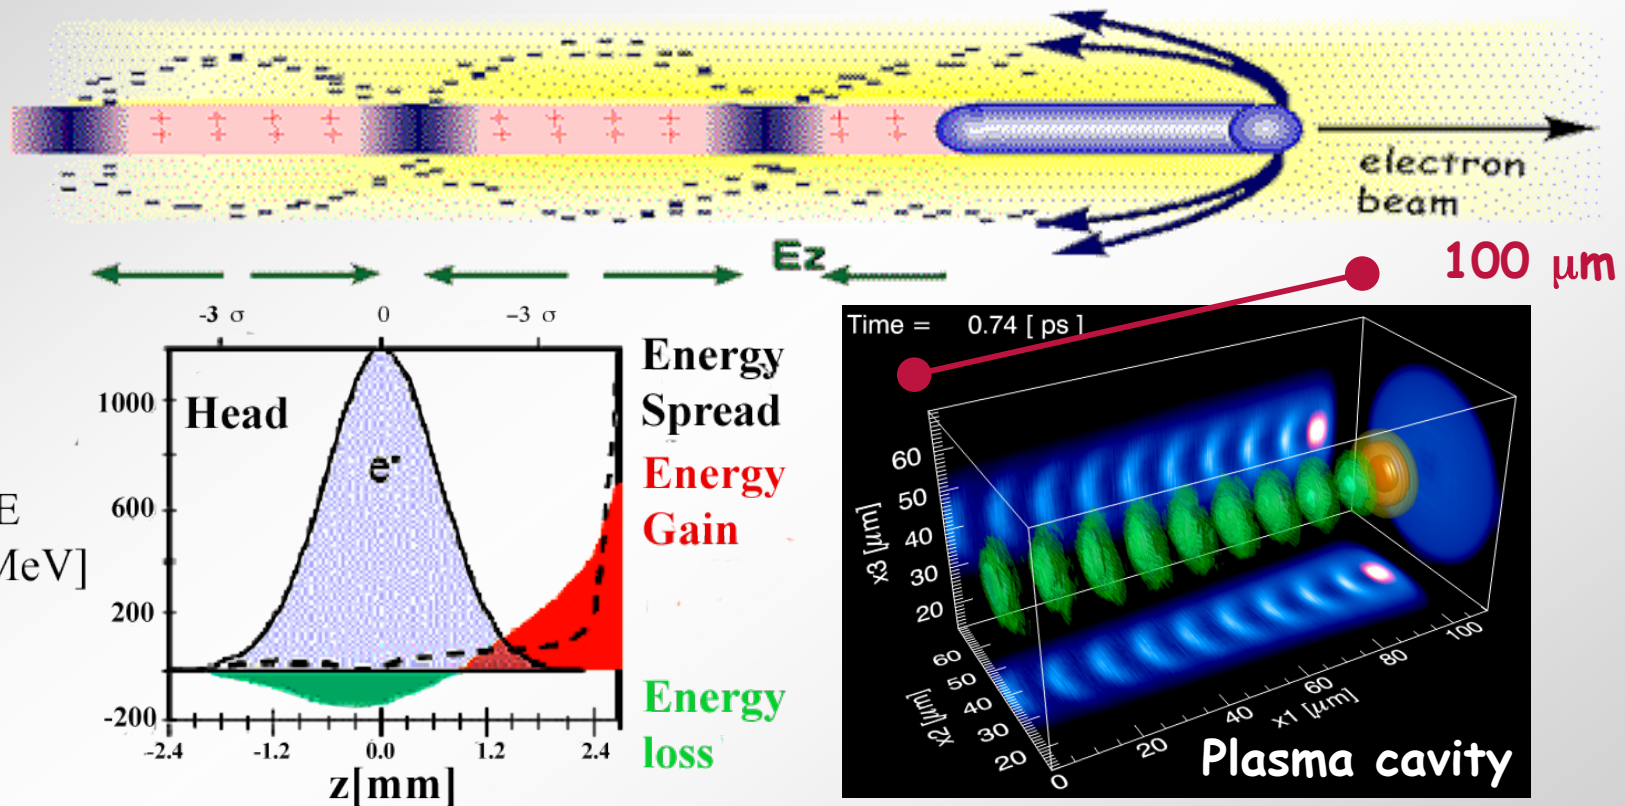 electron
beam
Ez
100 μm
-3 σ 0 –3 σ
Energy
Spread
Energy
Gain
Energy
loss
1000
600
200
-200
Head
e-
E
MeV]
-2.4 -1.2 0.0 1.2 2.4
z[mm]
Time = 0.74 [ ps ]
x3 [μm]
60
50
40
30
20
x2 [μm]
60
50
40
30
20
0 20 40 60 80 100
x1 [μm]
Plasma cavity